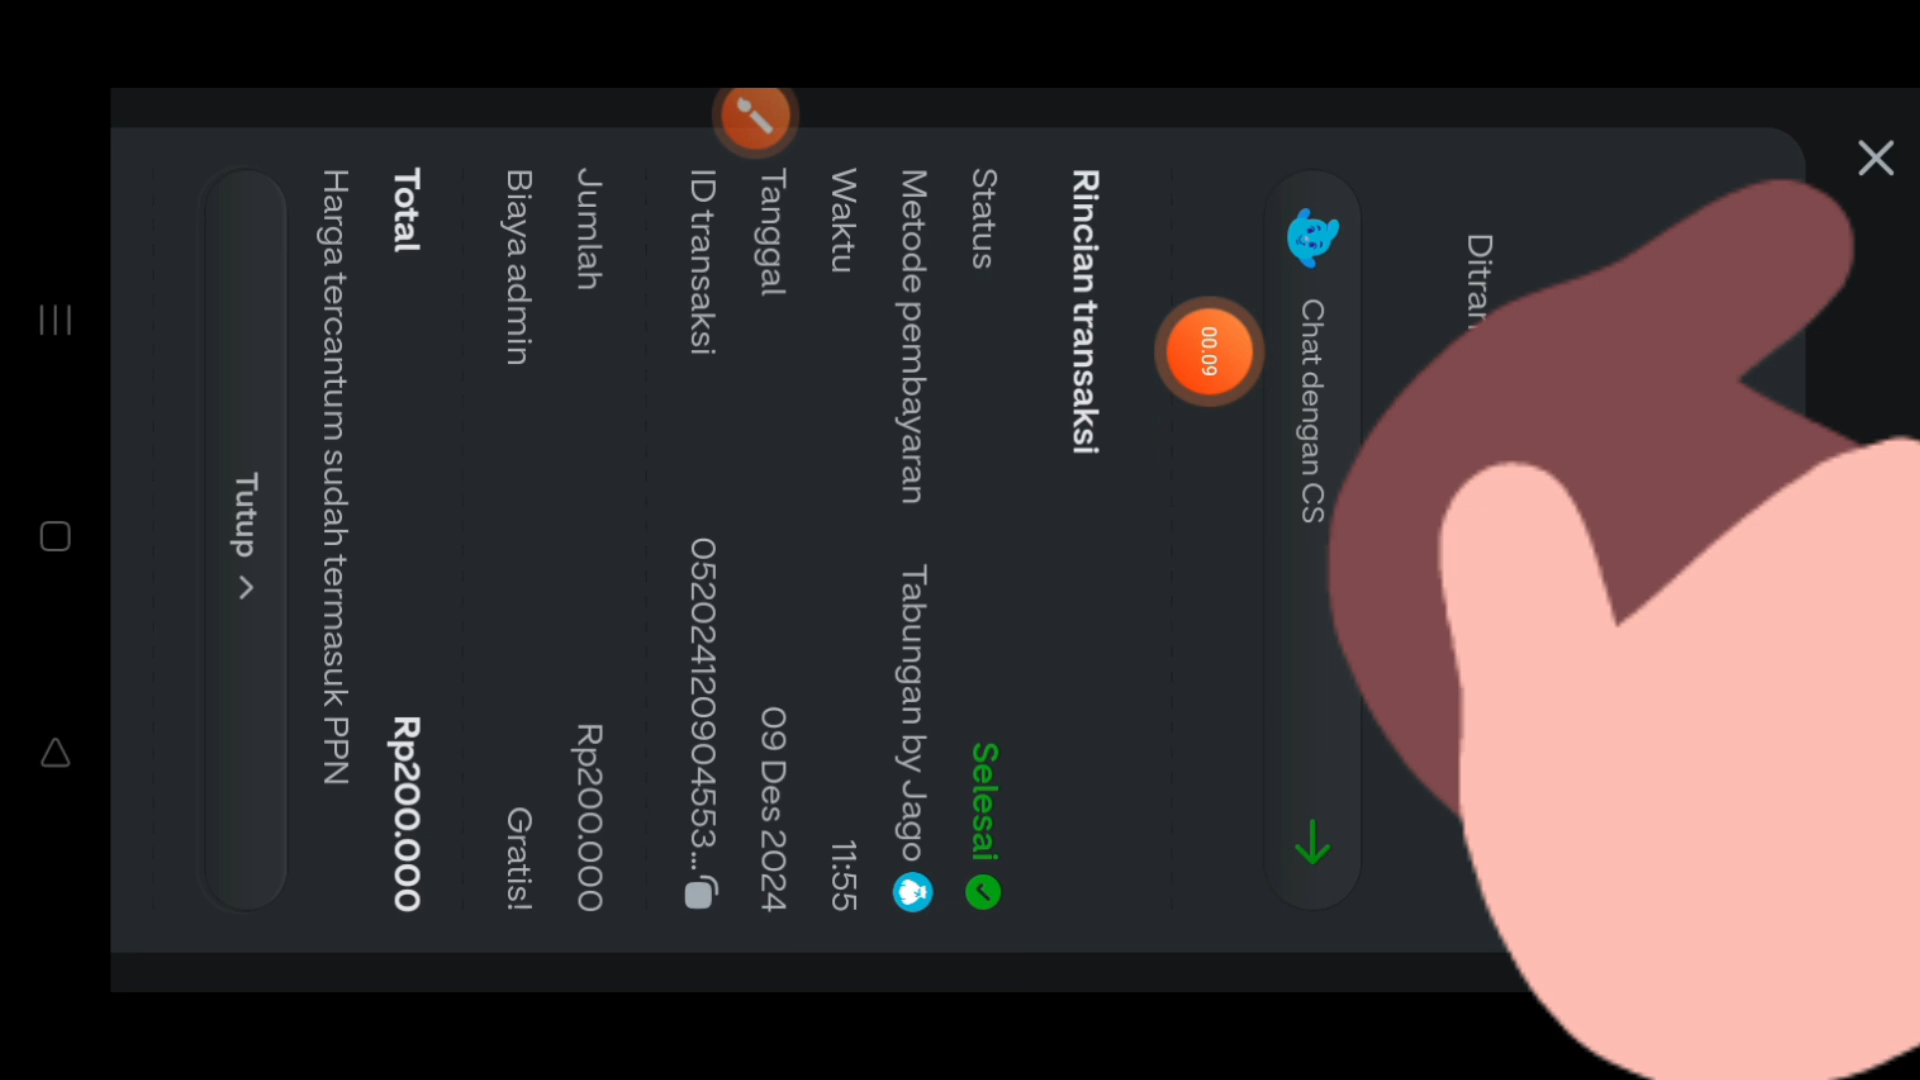 Chat dengan CS
00.09
Rincian transaksi
Status Selesai
Metode pembayaran Tabungan by Jago
Waktu 11:55
Tanggal 09 Des 2024
ID transaksi 052024120904553...
Jumlah Rp200.000
Biaya admin Gratis!
Total Rp200.000
Harga tercantum sudah termasuk PPN
Tutup